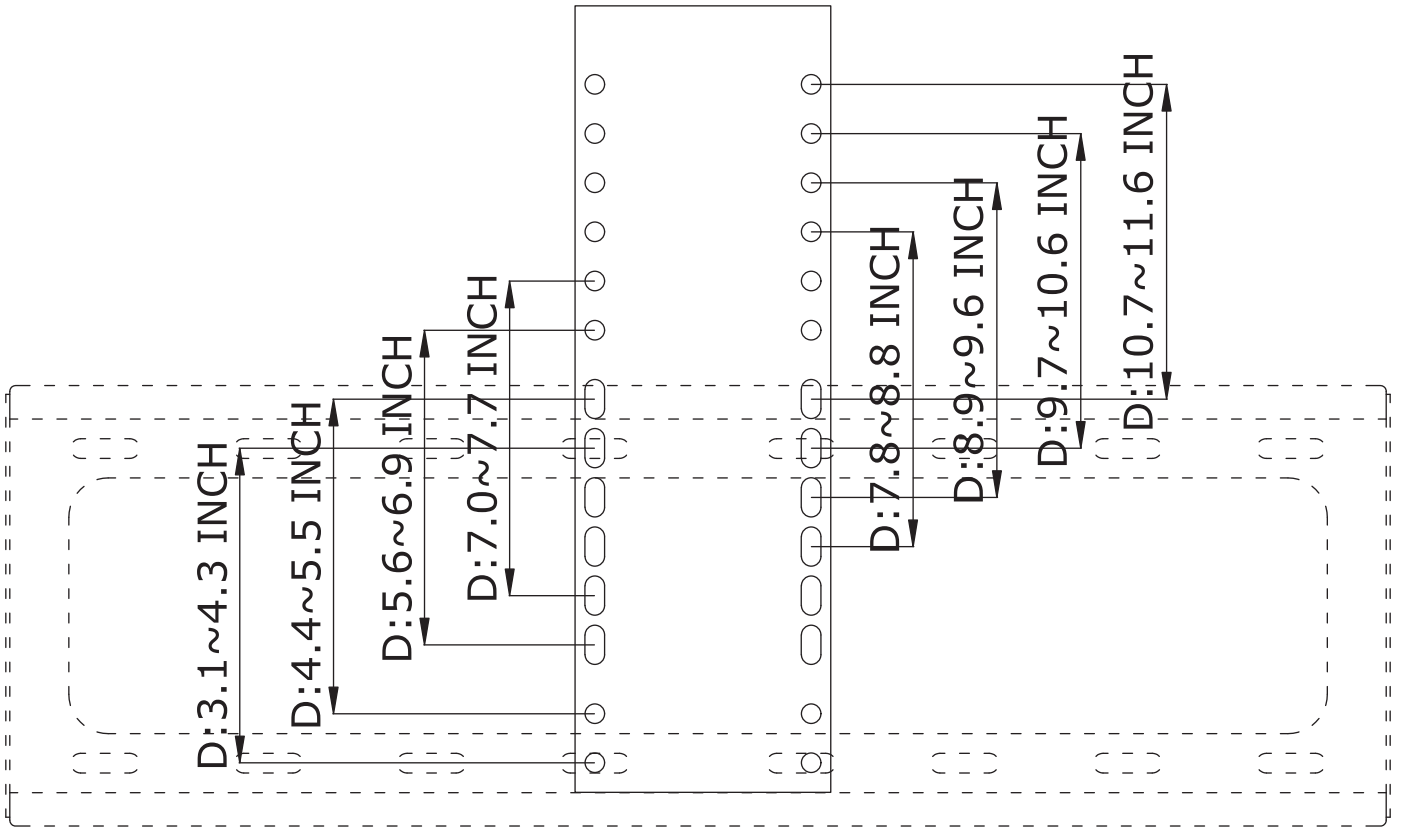 D:3.1~4.3 INCH
D:4.4~5.5 INCH
D:5.6~6.9 INCH
D:7.0~7.7 INCH
D:7.8~8.8 INCH
D:8.9~9.6 INCH
D:9.7~10.6 INCH
D:10.7~11.6 INCH